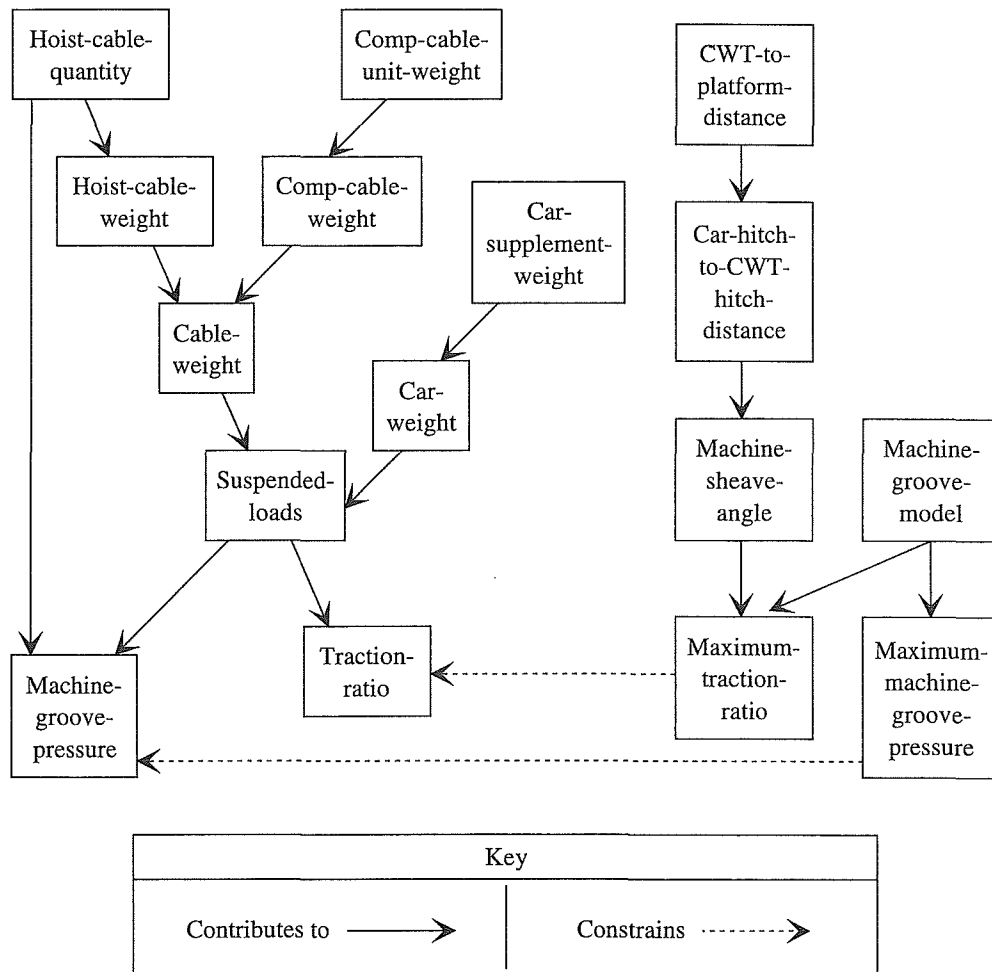 Hoist-cable-
quantity
Comp-cable-
unit-weight
CWT-to-
platform-
distance
Hoist-cable-
weight
Comp-cable-
weight
Car-
supplement-
weight
Car-hitch-
to-CWT-
hitch-
distance
Cable-
weight
Car-
weight
Suspended-
loads
Machine-
sheave-
angle
Machine-
groove-
model
Machine-
groove-
pressure
Traction-
ratio
Maximum-
traction-
ratio
Maximum-
machine-
groove-
pressure
Key
Contributes to
Constrains